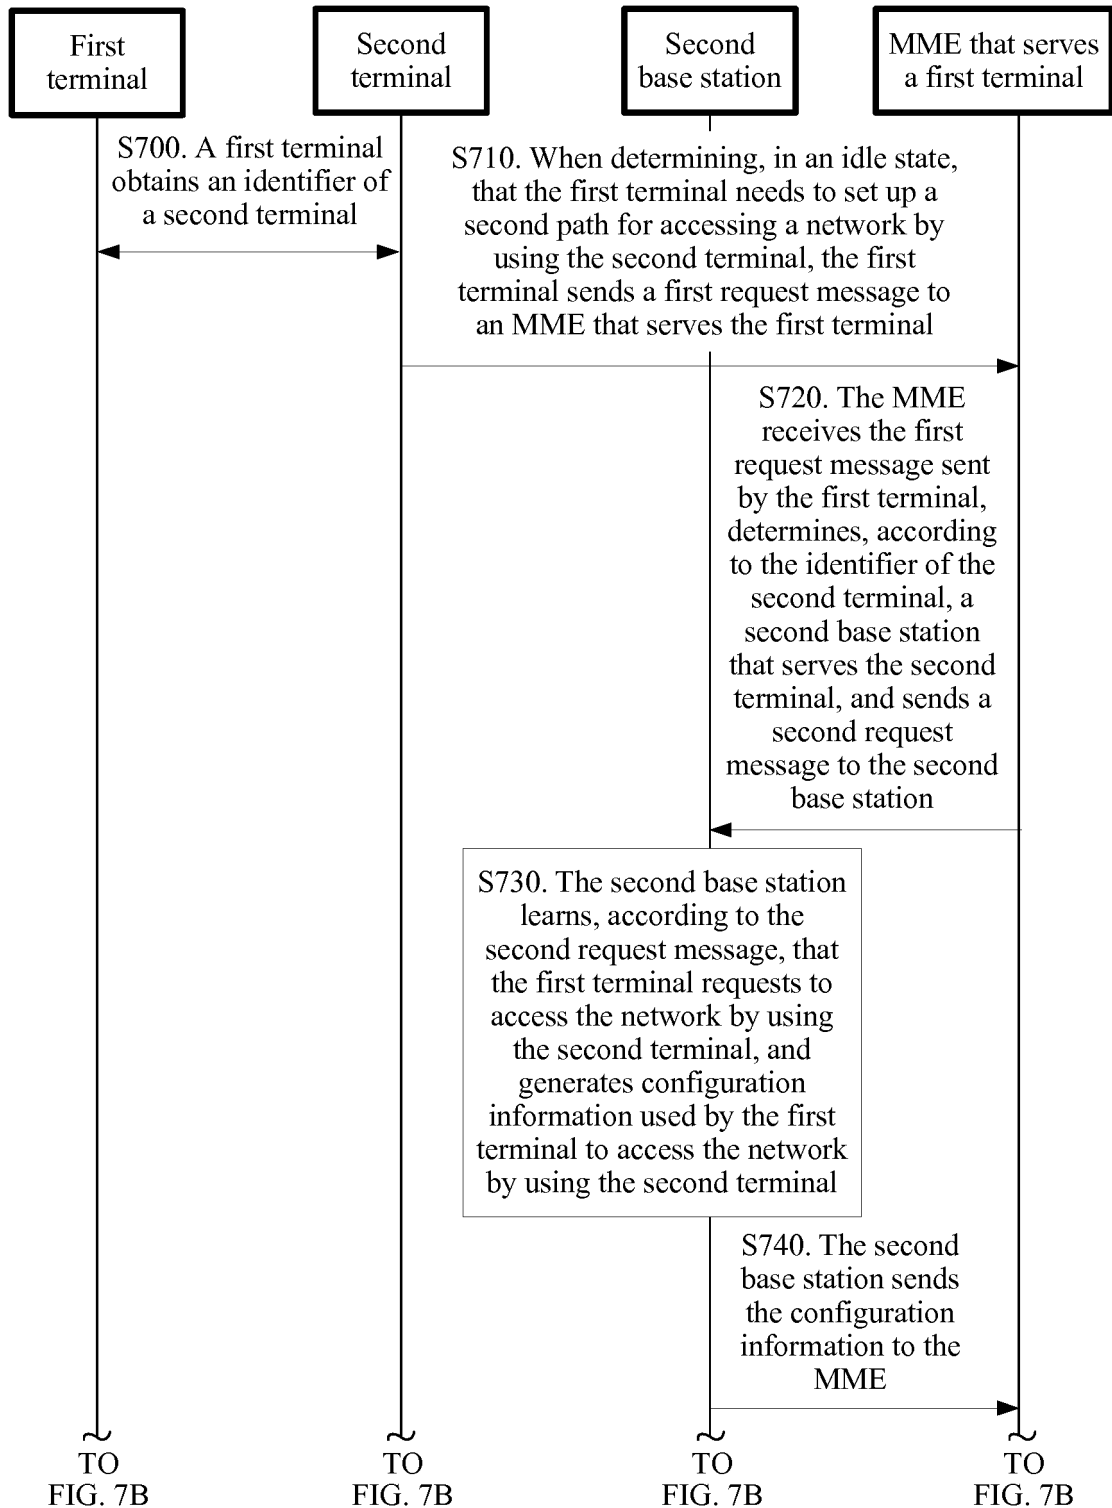 First
terminal
Second
terminal
Second
base station
MME that serves
a first terminal
S700. A first terminal
obtains an identifier of
a second terminal
S710. When determining, in an idle state,
that the first terminal needs to set up a
second path for accessing a network by
using the second terminal, the first
terminal sends a first request message to
an MME that serves the first terminal
S720. The MME
receives the first
request message sent
by the first terminal,
determines, according
to the identifier of the
second terminal, a
second base station
that serves the second
terminal, and sends a
second request
message to the second
base station
S730. The second base station
learns, according to the
second request message, that
the first terminal requests to
access the network by using
the second terminal, and
generates configuration
information used by the first
terminal to access the network
by using the second terminal
S740. The second
base station sends
the configuration
information to the
MME
TO
FIG. 7B
TO
FIG. 7B
TO
FIG. 7B
TO
FIG. 7B